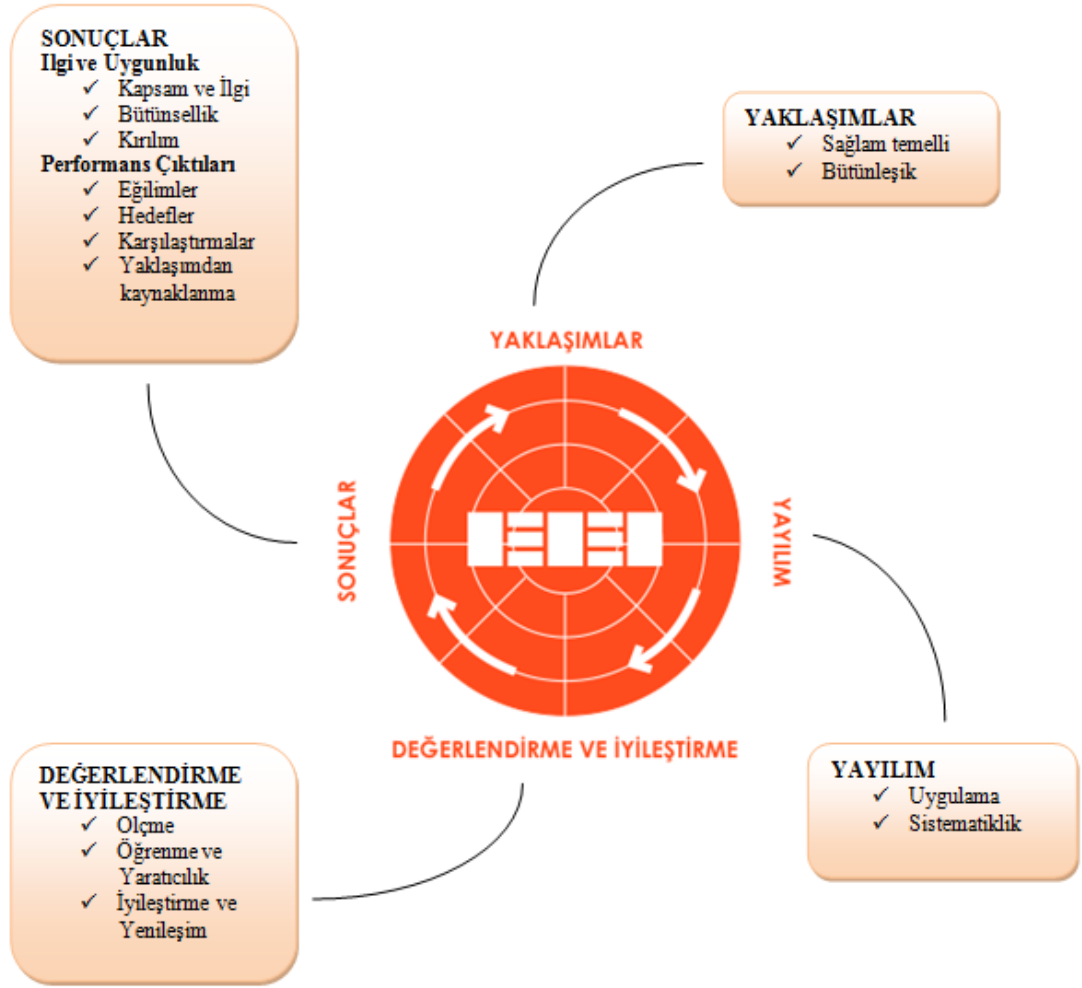 SONUÇLAR
Ilgi ve Uygunluk
✓ Kapsam ve İlgi
✓ Bütünsellik
✓ Kırılım
Performans Çıktıları
✓ Eğilimler
✓ Hedefler
✓ Karşılaştırmalar
✓ Yaklaşımdan
kaynaklanma
YAKLAŞIMLAR
✓ Sağlam temelli
✓ Bütünleşik
YAKLAŞIMLAR
SONUÇLAR
YAYILIM
DEĞERLENDİRME VE İYİLEŞTİRME
DEĞERLENDİRME
VE İYİLEŞTİRME
✓ Olçme
✓ Öğrenme ve
Yaratıcılık
✓ İyileştirme ve
Yenileşim
YAYILIM
✓ Uygulama
✓ Sistematiklik